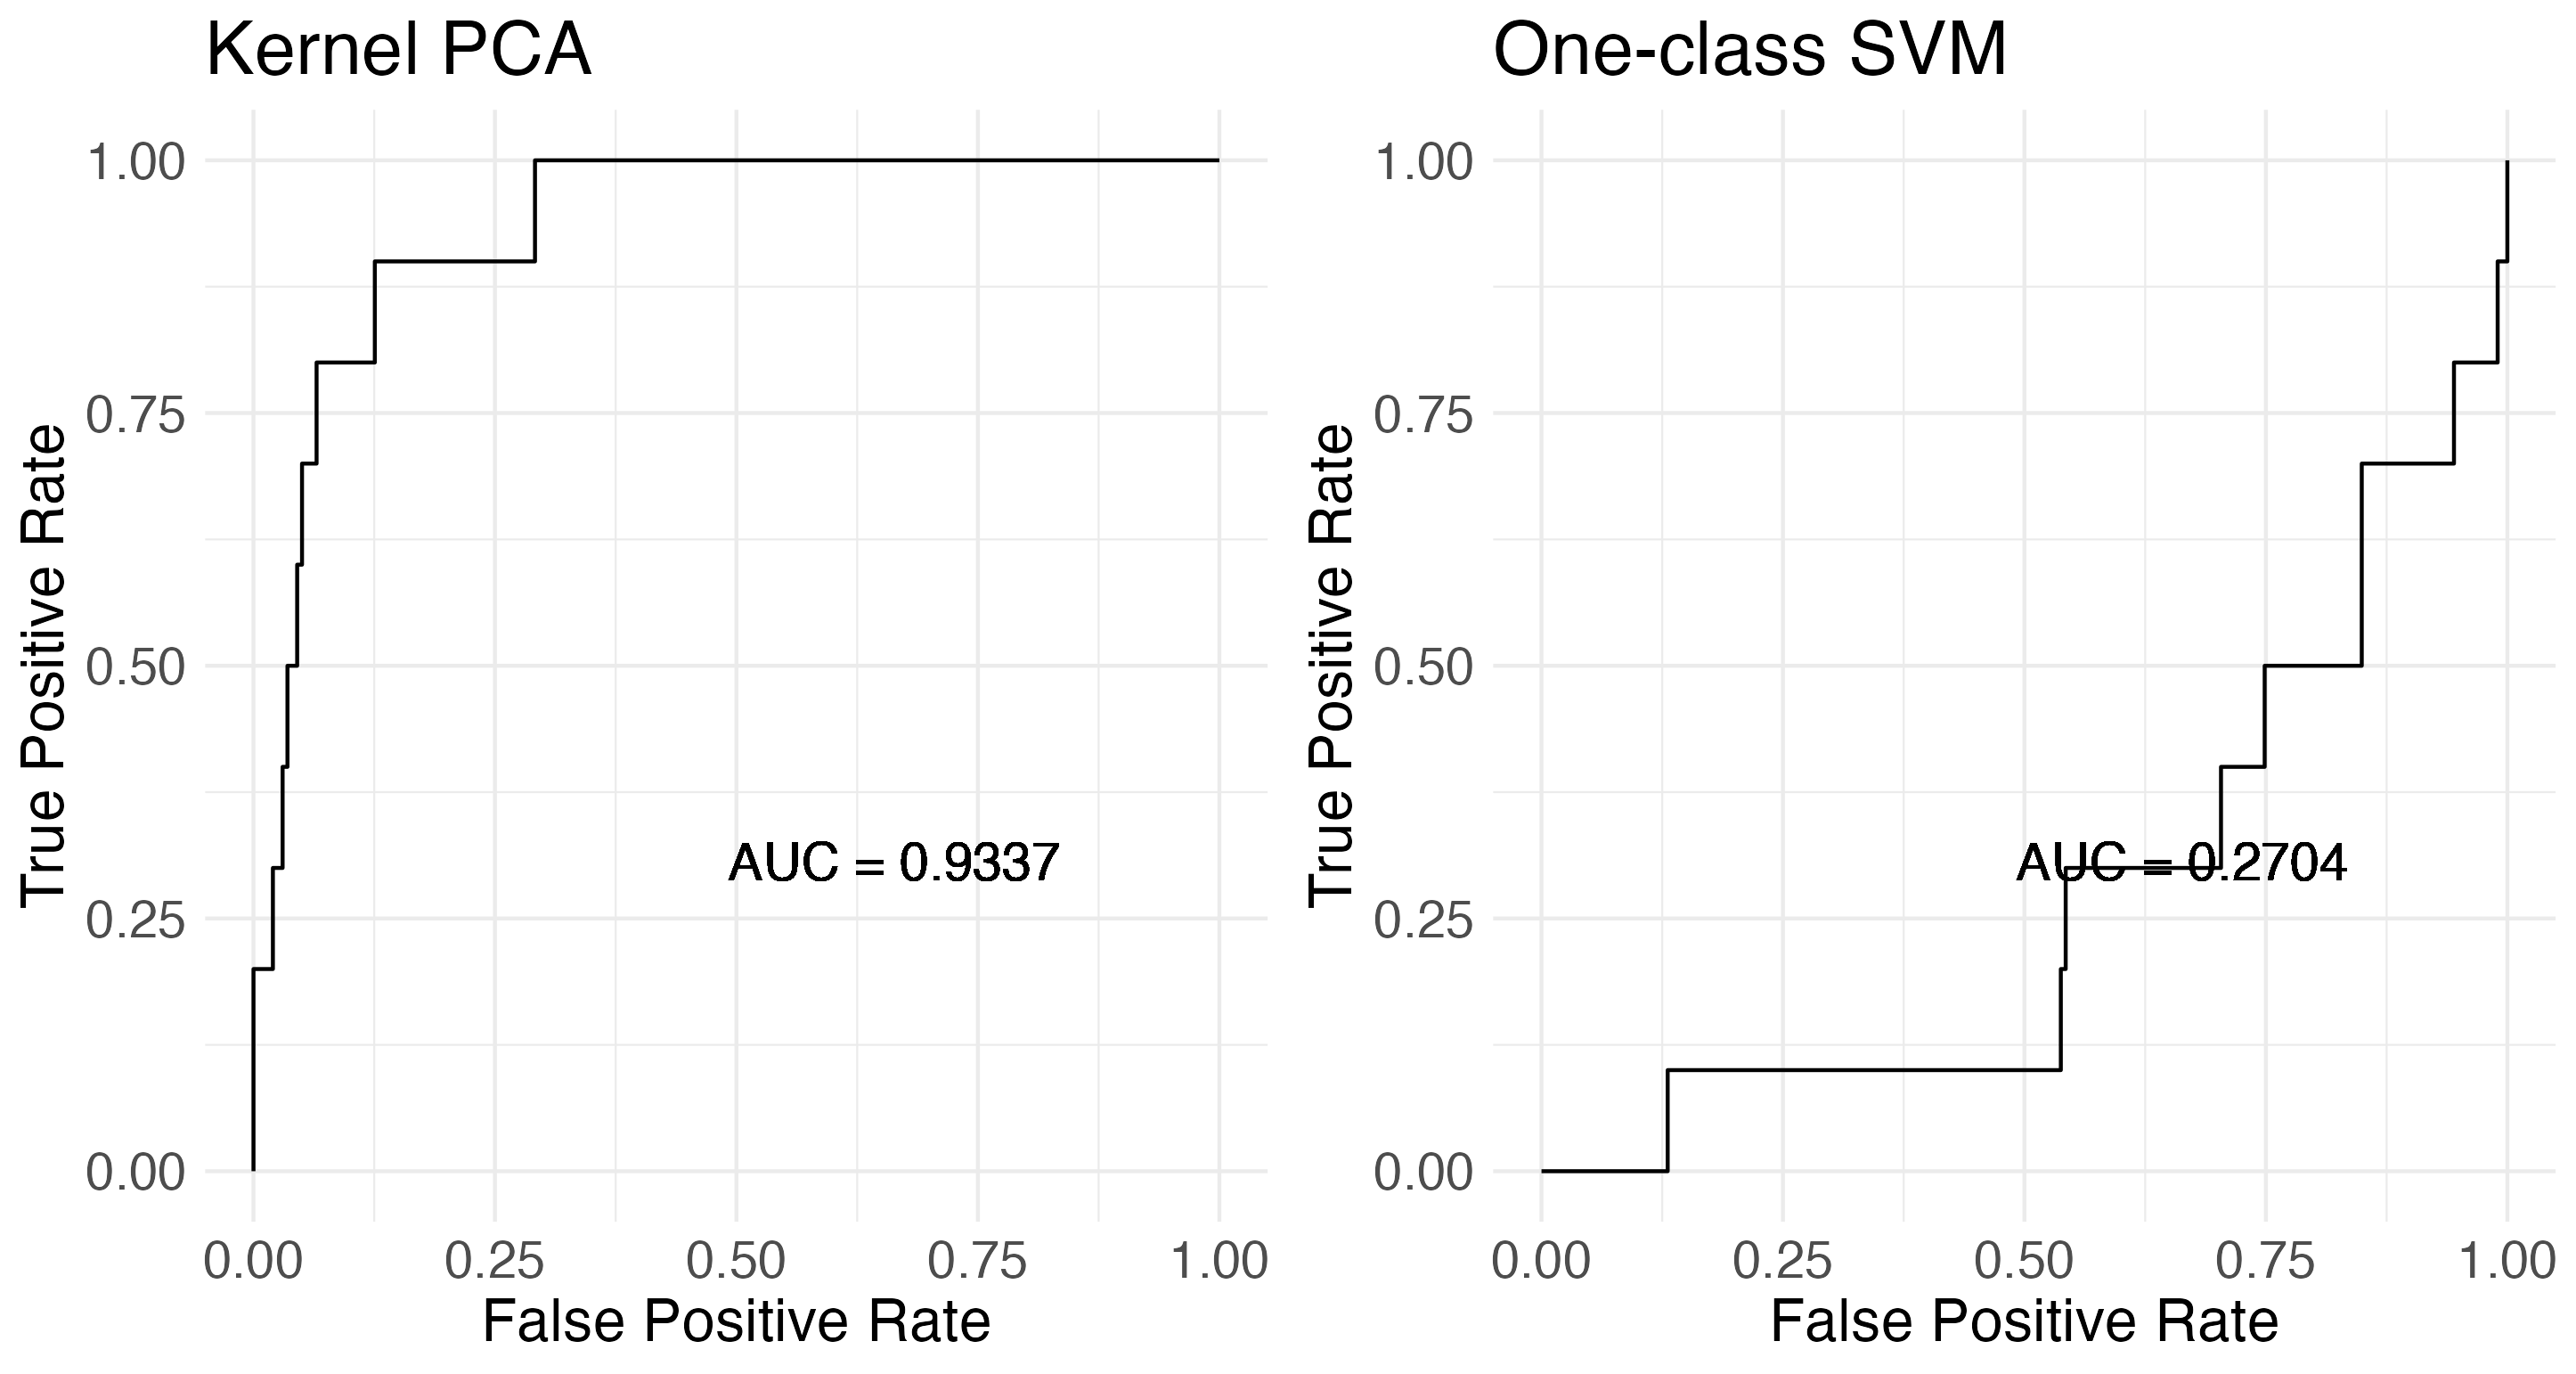 Kernel PCA
True Positive Rate
1.00
0.75
0.50
0.25
0.00
AUC = 0.9337
0.00 0.25 0.50 0.75 1.00
False Positive Rate
One-class SVM
True Positive Rate
1.00
0.75
0.50
0.25
0.00
AUC = 0.2704
0.00 0.25 0.50 0.75 1.00
False Positive Rate